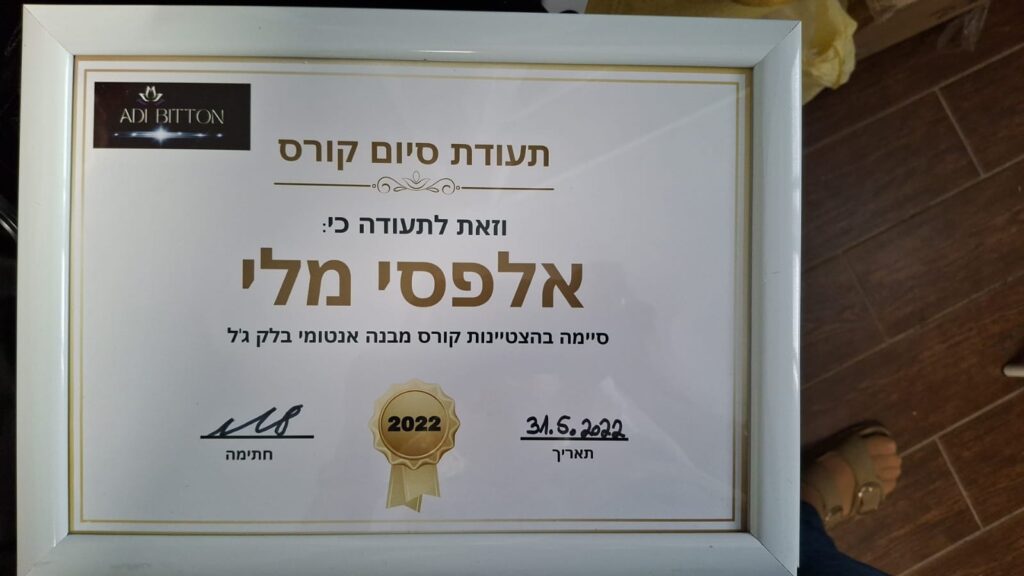 ADI BITTON
תעודת סיום קורס
וזאת לתעודה כי:
אלפסי מלי
סיימה בהצטיינות קורס מבנה אנטומי בלק ג'ל
2022
31.5.2022
חתימה
תאריך